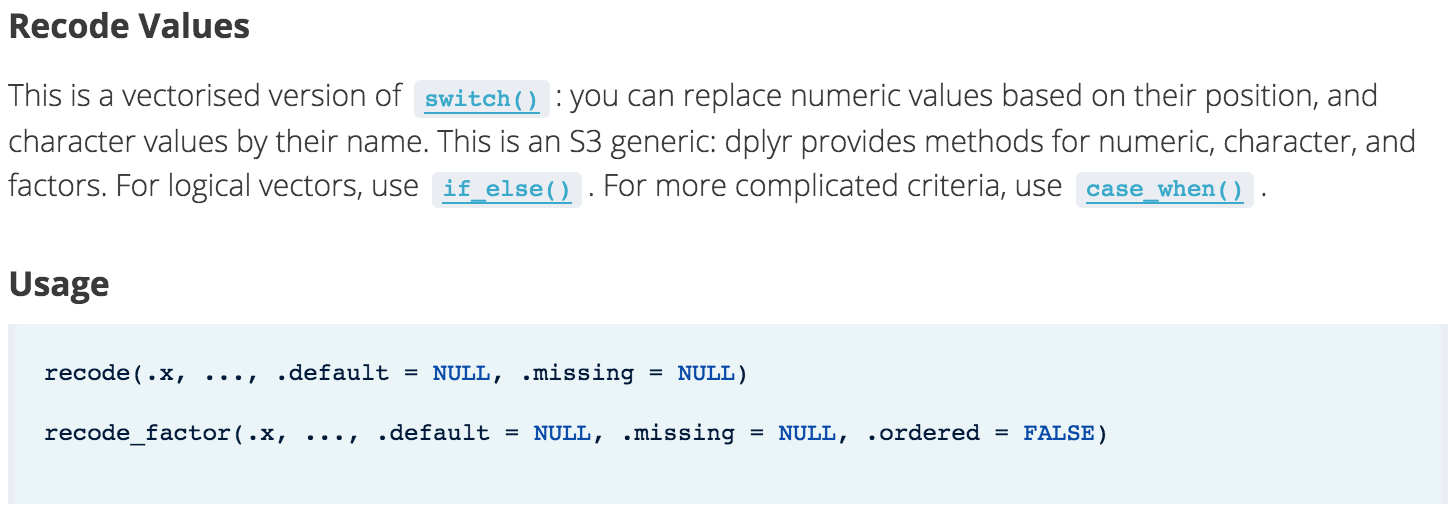 Recode Values
This is a vectorised version of switch() : you can replace numeric values based on their position, and
character values by their name. This is an S3 generic: dplyr provides methods for numeric, character, and
factors. For logical vectors, use if_else() . For more complicated criteria, use case_when() .
Usage
recode(.x, ..., .default = NULL, .missing = NULL)
recode_factor(.x, ..., .default = NULL, .missing = NULL, .ordered = FALSE)